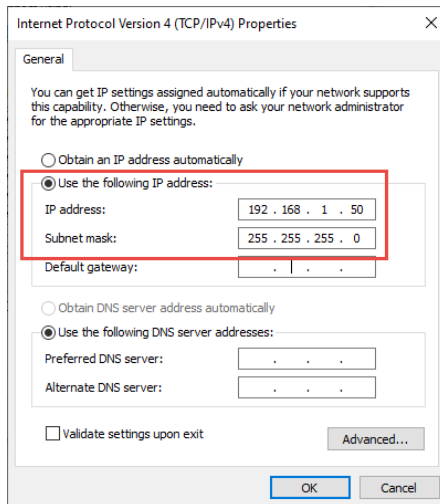 Internet Protocol Version 4 (TCP/IPv4) Properties
General
You can get IP settings assigned automatically if your network supports
this capability. Otherwise, you need to ask your network administrator
for the appropriate IP settings.
Obtain an IP address automatically
Use the following IP address:
IP address: 192 . 168 . 1 . 50
Subnet mask: 255 . 255 . 255 . 0
Default gateway: . . .
Obtain DNS server address automatically
Use the following DNS server addresses:
Preferred DNS server: . . .
Alternate DNS server: . . .
Validate settings upon exit
Advanced...
OK Cancel